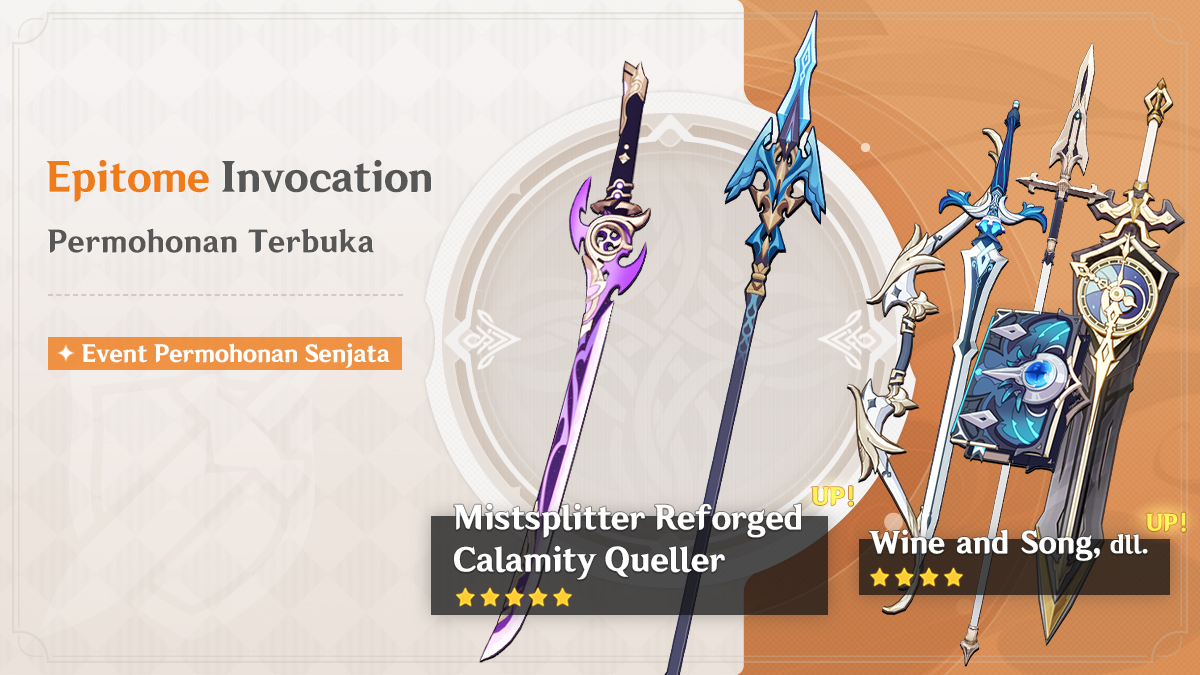 Epitome Invocation
Permohonan Terbuka
✦ Event Permohonan Senjata
UP!
Mistsplitter Reforged
Calamity Queller
★★★★★
UP!
Wine and Song, dll.
★★★★